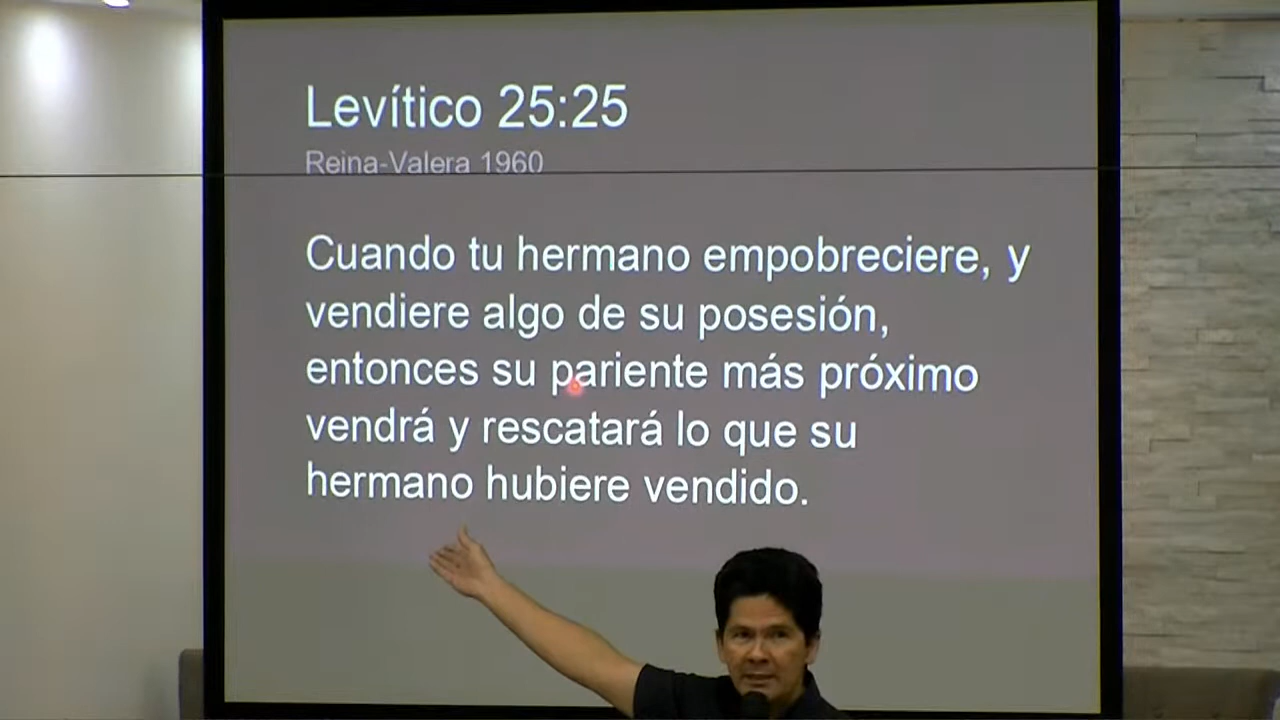 Levítico 25:25
Reina-Valera 1960
Cuando tu hermano empobreciere, y
vendiere algo de su posesión,
entonces su pariente más próximo
vendrá y rescatará lo que su
hermano hubiere vendido.